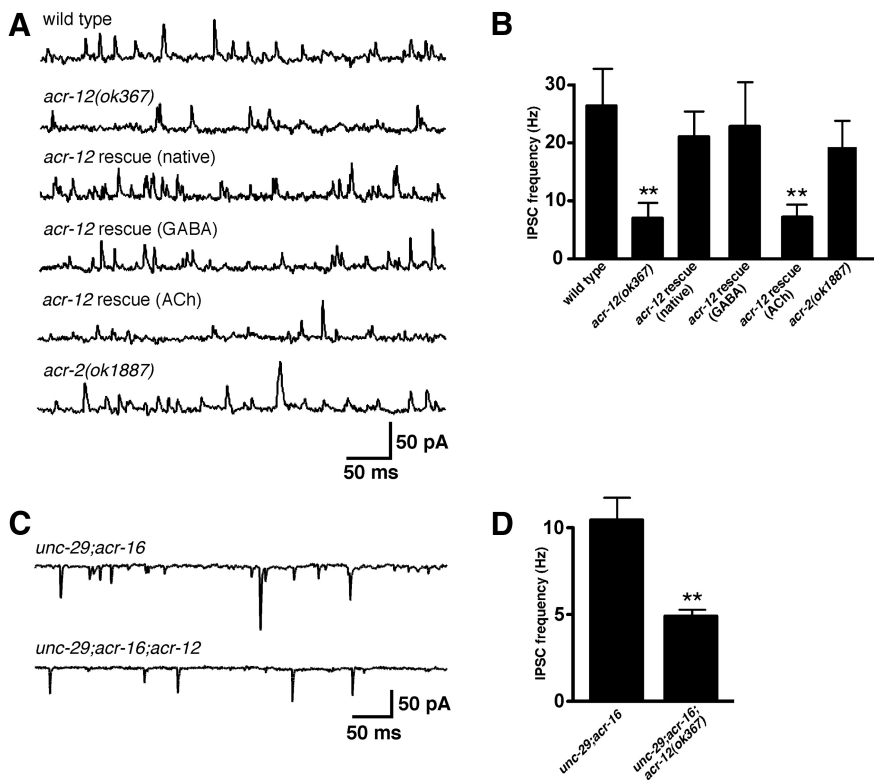 A
wild type
acr-12(ok367)
acr-12 rescue (native)
acr-12 rescue (GABA)
acr-12 rescue (ACh)
acr-2(ok1887)
50 pA
50 ms
B
IPSC frequency (Hz)
30
20
10
0
**
**
wild type
acr-12(ok367)
acr-12 rescue
(native)
acr-12 rescue
(GABA)
acr-12 rescue
(ACh)
acr-2(ok1887)
C
unc-29;acr-16
unc-29;acr-16;acr-12
50 pA
50 ms
D
IPSC frequency (Hz)
10
5
0
**
unc-29;acr-16
unc-29;acr-16;
acr-12(ok367)